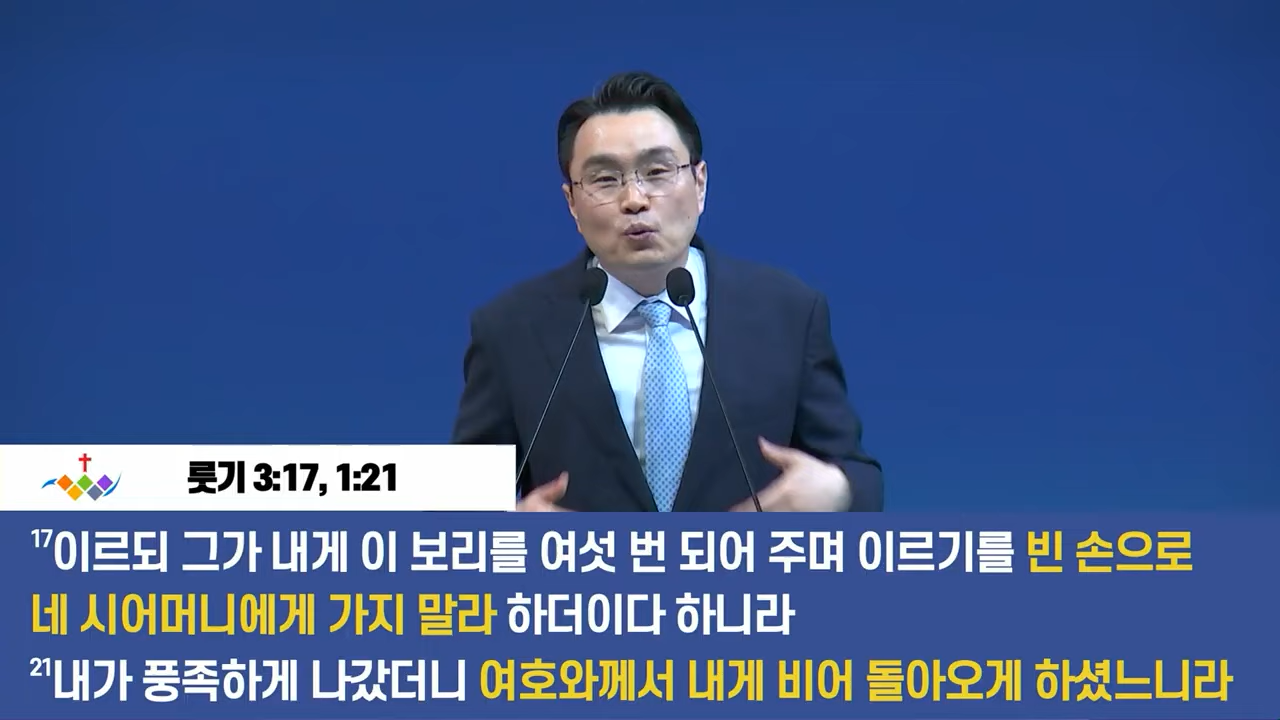 룻기 3:17, 1:21
17이르되 그가 내게 이 보리를 여섯 번 되어 주며 이르기를 빈 손으로
네 시어머니에게 가지 말라 하더이다 하니라
21내가 풍족하게 나갔더니 여호와께서 내게 비어 돌아오게 하셨느니라